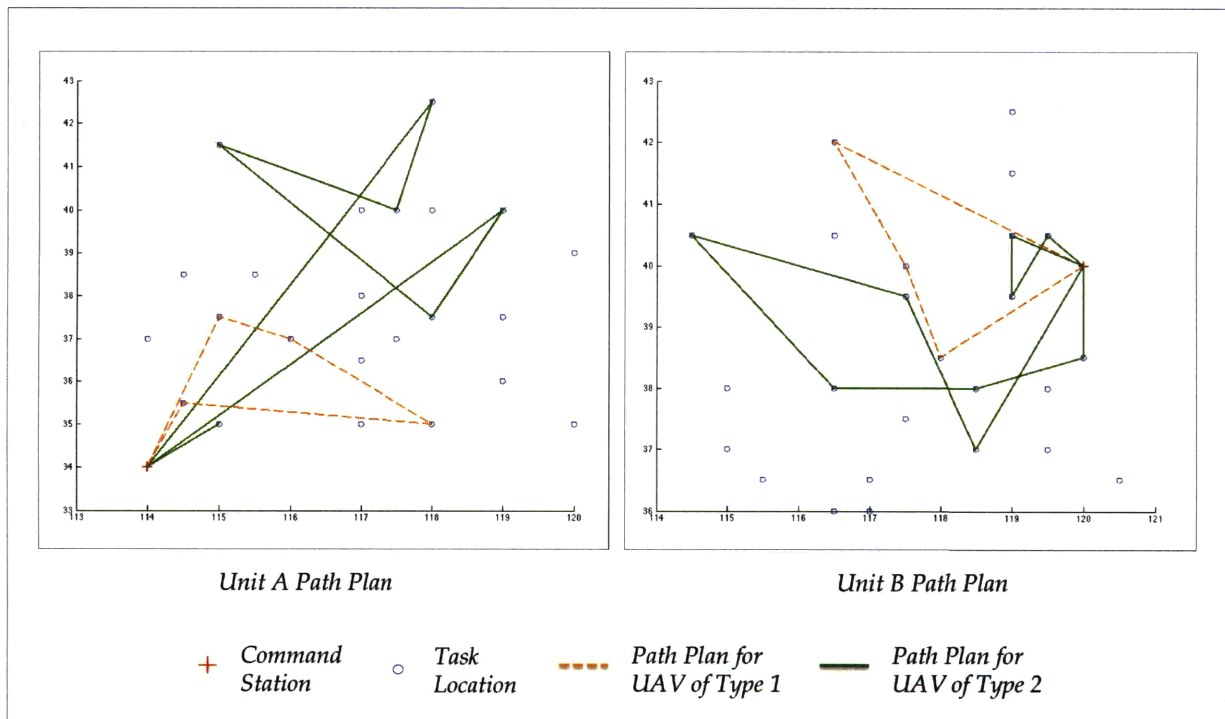 43
42
41
40
39
38
37
36
35
34
33
113 114 115 116 117 118 119 120
43
42
41
40
39
38
37
36
114 115 116 117 118 119 120 121
Unit A Path Plan
Unit B Path Plan
Command
Station
Task
Location
Path Plan for
UAV of Type 1
Path Plan for
UAV of Type 2